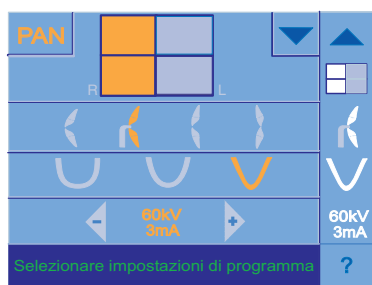 PAN
R L
- 60kV +
3mA
60kV
3mA
Selezionare impostazioni di programma ?